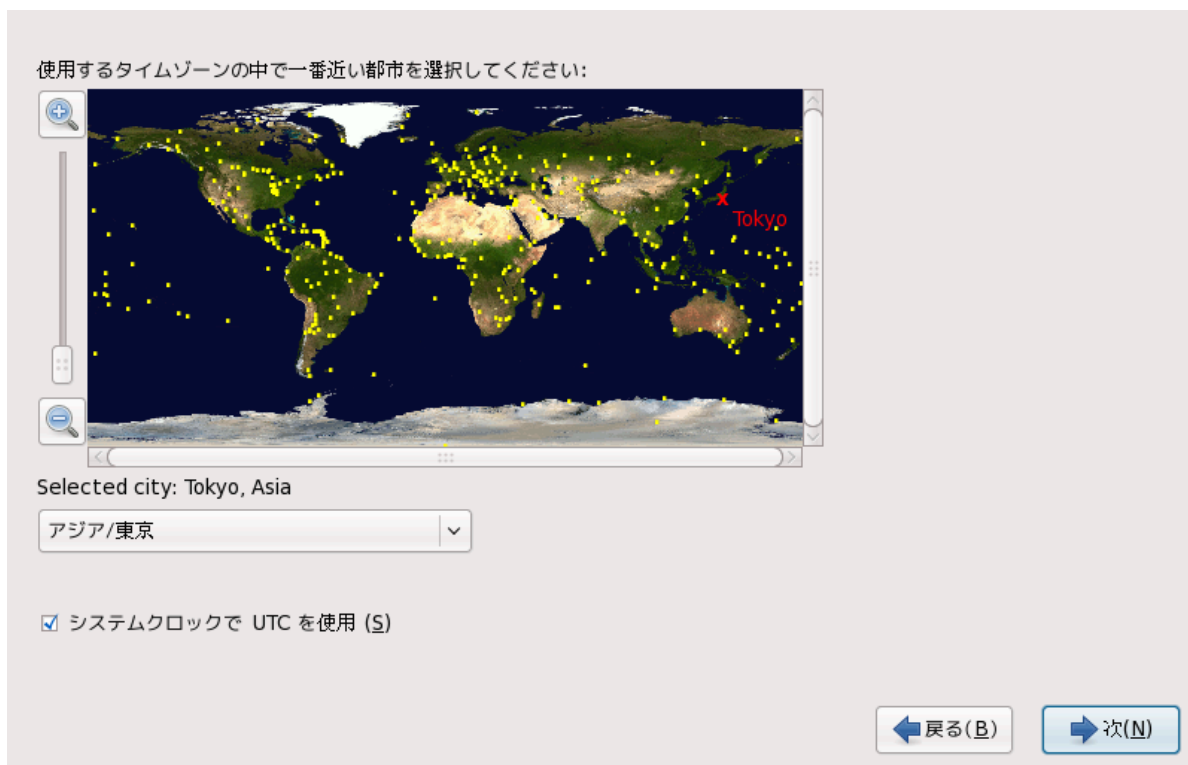 使用するタイムゾーンの中で一番近い都市を選択してください:
Tokyo
Selected city: Tokyo, Asia
アジア/東京
システムクロックで UTC を使用 (S)
戻る(B)
次(N)